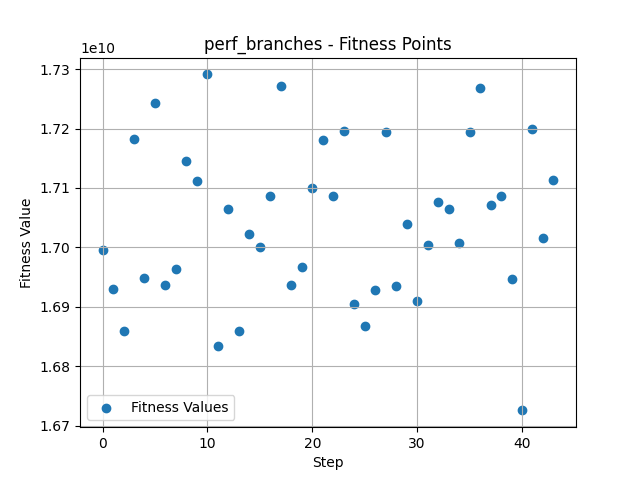 perf_branches - Fitness Points
1e10
1.73
1.72
1.71
1.70
1.69
1.68
1.67
Fitness Value
Fitness Values
0 10 20 30 40
Step